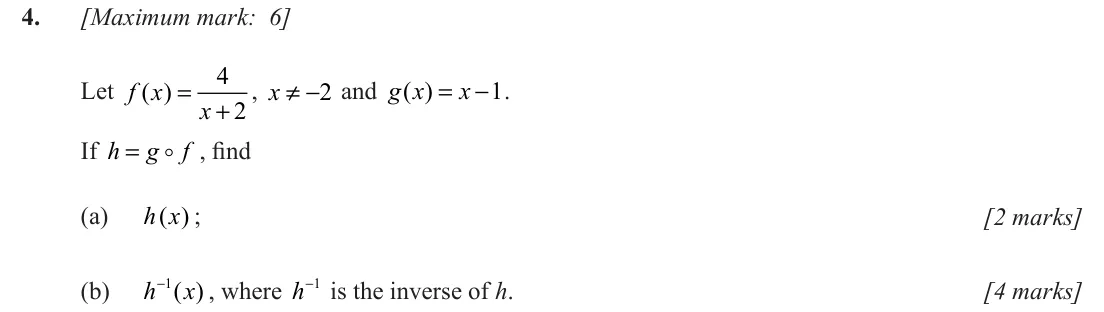 4. [Maximum mark: 6]
Let f(x) = 4/(x+2), x ≠ −2 and g(x) = x − 1.
If h = g ∘ f, find
(a) h(x); [2 marks]
(b) h⁻¹(x), where h⁻¹ is the inverse of h. [4 marks]